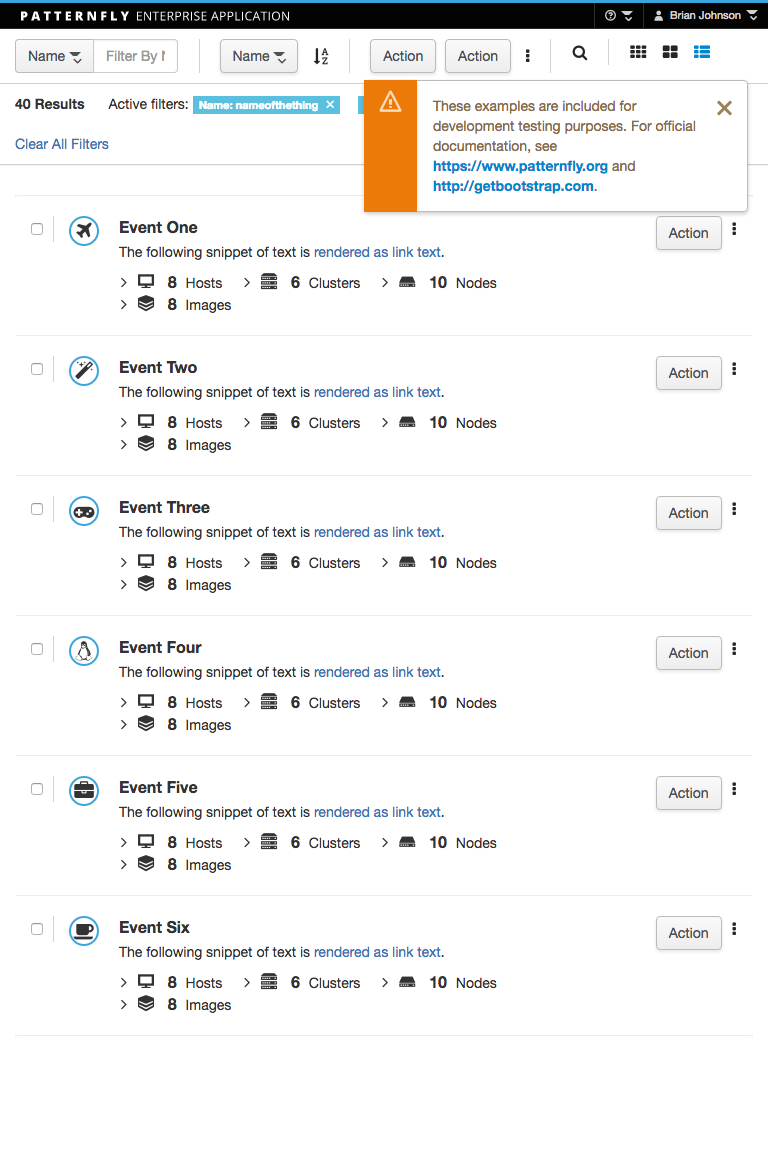 PATTERNFLY ENTERPRISE APPLICATION
Brian Johnson
Name Filter By Name Action Action
40 Results Active filters: Name: nameofthething ×
Clear All Filters
These examples are included for
development testing purposes. For official
documentation, see
https://www.patternfly.org and
http://getbootstrap.com.
Event One
Action
The following snippet of text is rendered as link text.
8 Hosts 6 Clusters 10 Nodes
8 Images
Event Two
Action
The following snippet of text is rendered as link text.
8 Hosts 6 Clusters 10 Nodes
8 Images
Event Three
Action
The following snippet of text is rendered as link text.
8 Hosts 6 Clusters 10 Nodes
8 Images
Event Four
Action
The following snippet of text is rendered as link text.
8 Hosts 6 Clusters 10 Nodes
8 Images
Event Five
Action
The following snippet of text is rendered as link text.
8 Hosts 6 Clusters 10 Nodes
8 Images
Event Six
Action
The following snippet of text is rendered as link text.
8 Hosts 6 Clusters 10 Nodes
8 Images